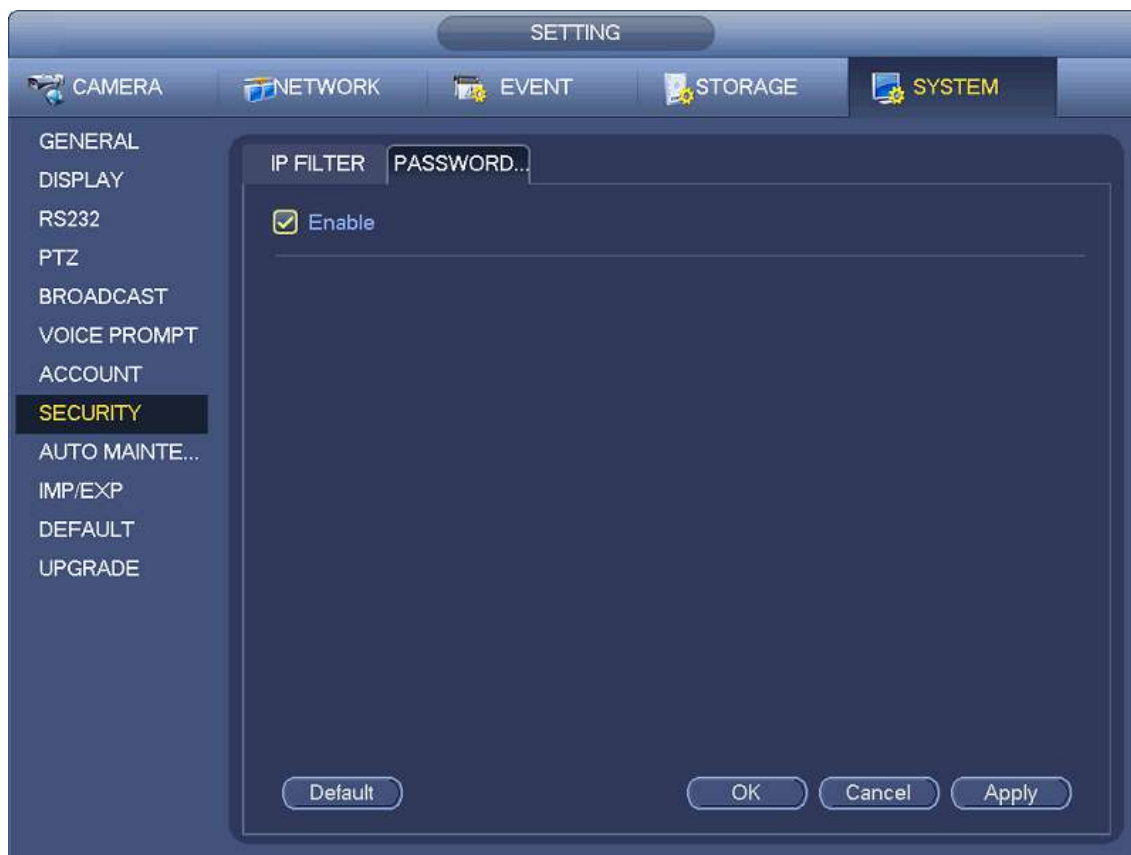 SETTING
CAMERA NETWORK EVENT STORAGE SYSTEM
GENERAL
DISPLAY
RS232
PTZ
BROADCAST
VOICE PROMPT
ACCOUNT
SECURITY
AUTO MAINTE...
IMP/EXP
DEFAULT
UPGRADE
IP FILTER PASSWORD...
Enable
Default OK Cancel Apply